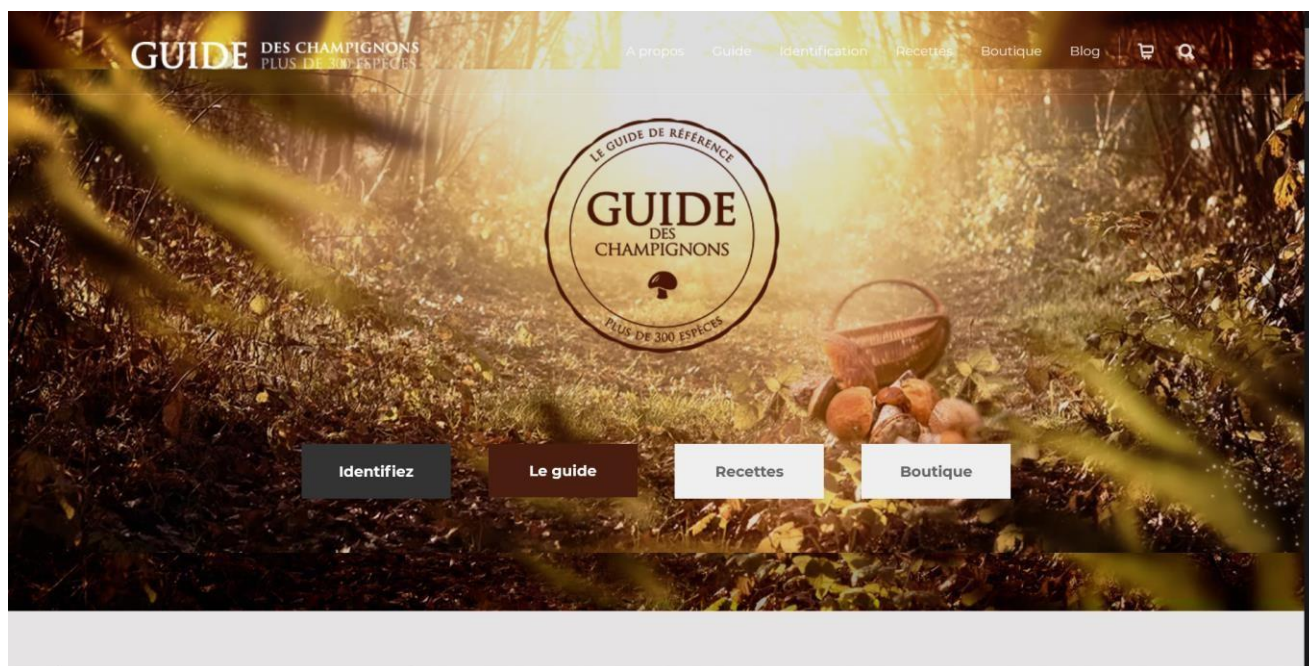 GUIDE DES CHAMPIGNONS
PLUS DE 300 ESPÈCES
A propos Guide Identification Recettes Boutique Blog
LE GUIDE DE RÉFÉRENCE
GUIDE
DES
CHAMPIGNONS
PLUS DE 300 ESPÈCES
Identifiez Le guide Recettes Boutique